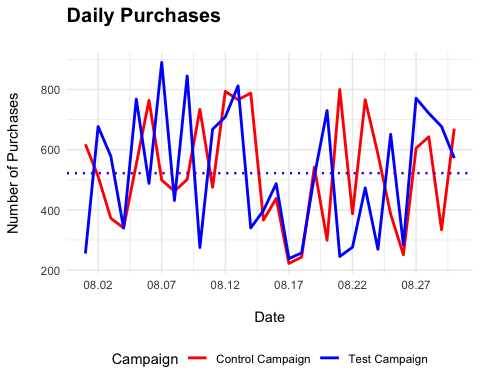 Daily Purchases
Number of Purchases
800
600
400
200
08.02 08.07 08.12 08.17 08.22 08.27
Date
Campaign Control Campaign Test Campaign